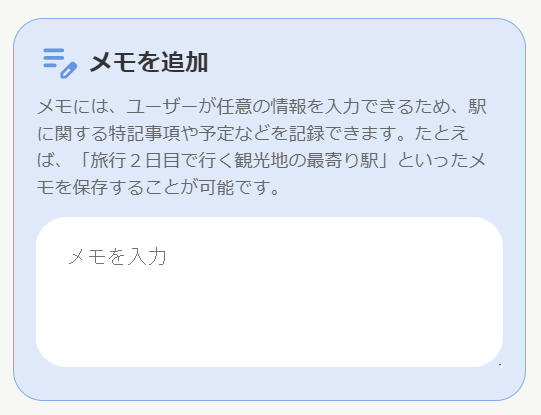 メモを追加
メモには、ユーザーが任意の情報を入力できるため、駅
に関する特記事項や予定などを記録できます。たとえ
ば、「旅行２日目で行く観光地の最寄り駅」といったメ
モを保存することが可能です。
メモを入力